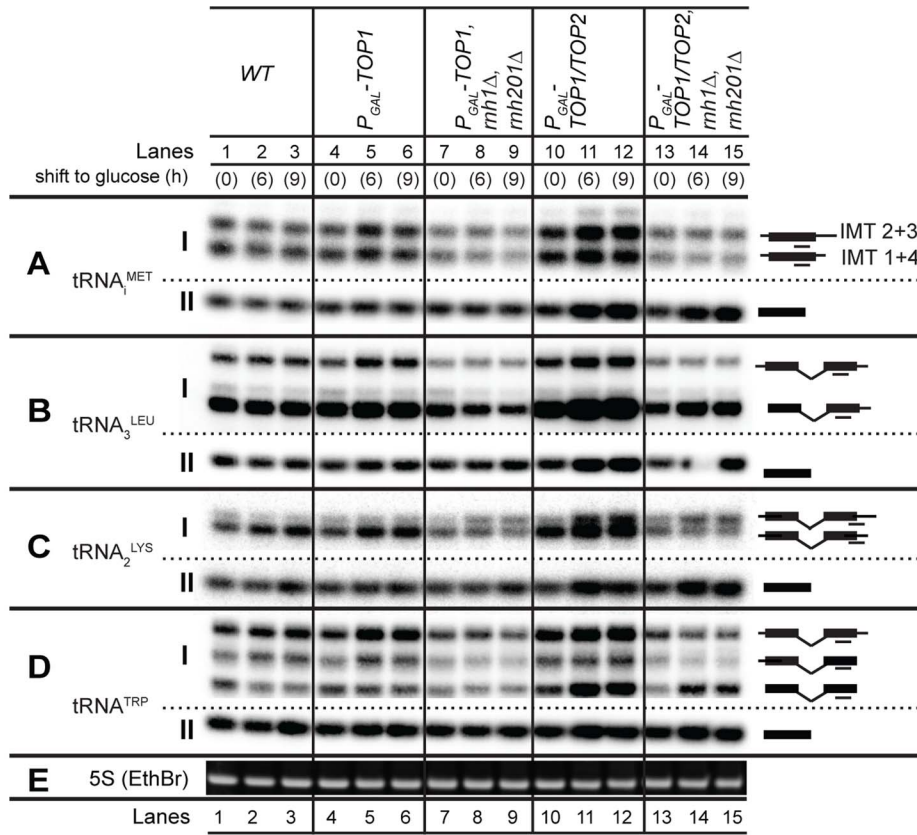 WT
P_GAL-TOP1
P_GAL-TOP1, rnh1Δ, rnh201Δ
P_GAL-TOP1/TOP2
P_GAL-TOP1/TOP2, rnh1Δ, rnh201Δ
Lanes 1 2 3 4 5 6 7 8 9 10 11 12 13 14 15
shift to glucose (h) (0) (6) (9) (0) (6) (9) (0) (6) (9) (0) (6) (9) (0) (6) (9)
A
I
IMT 2+3
IMT 1+4
tRNA_i^MET
II
B
I
tRNA_3^LEU
II
C
I
tRNA_2^LYS
II
D
I
tRNA^TRP
II
E 5S (EthBr)
Lanes 1 2 3 4 5 6 7 8 9 10 11 12 13 14 15